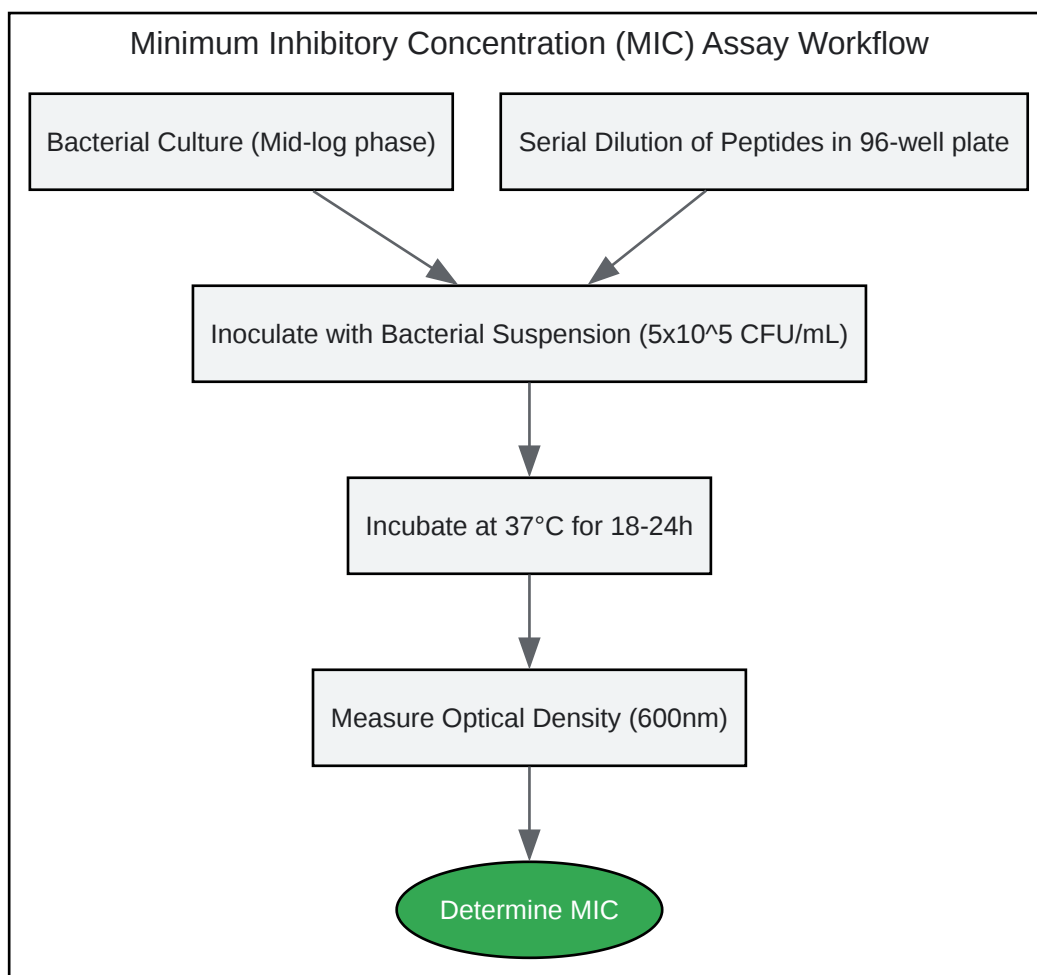 Minimum Inhibitory Concentration (MIC) Assay Workflow
Bacterial Culture (Mid-log phase)
Serial Dilution of Peptides in 96-well plate
Inoculate with Bacterial Suspension (5x10^5 CFU/mL)
Incubate at 37°C for 18-24h
Measure Optical Density (600nm)
Determine MIC